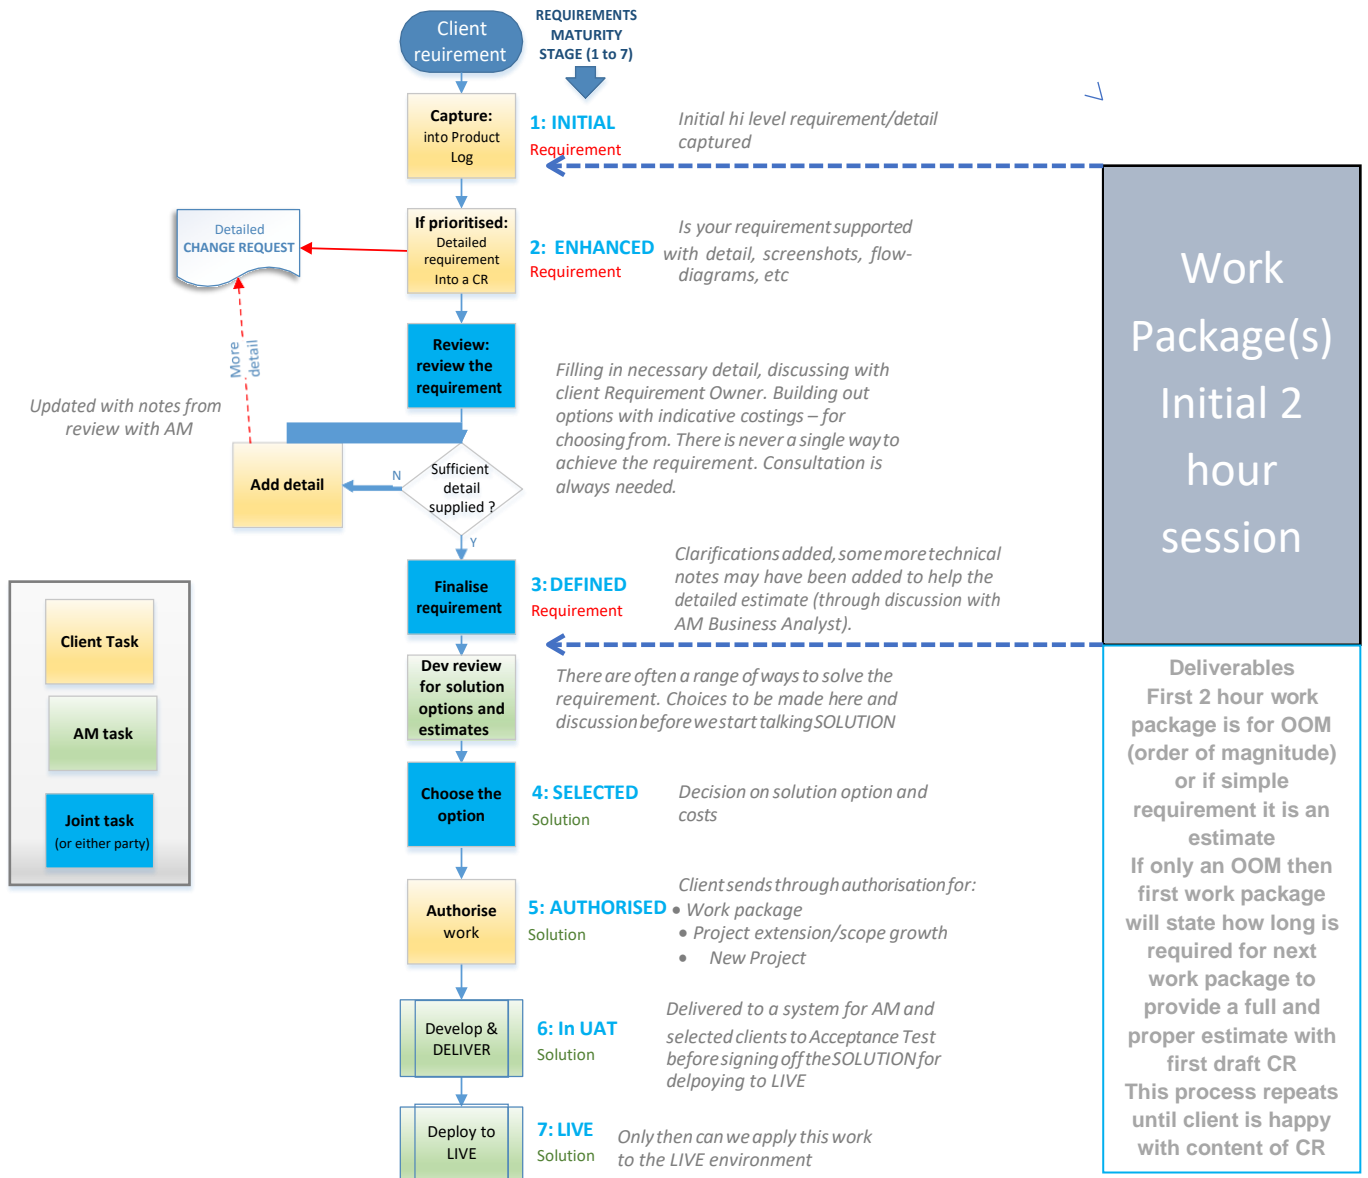 Client
reuirement
REQUIREMENTS
MATURITY
STAGE (1 to 7)
Capture:
into Product
Log
1: INITIAL
Requirement
Initial hi level requirement/detail
captured
If prioritised:
Detailed
requirement
Into a CR
Detailed
CHANGE REQUEST
2: ENHANCED
Requirement
Is your requirement supported
with detail, screenshots, flow-
diagrams, etc
Review:
review the
requirement
More
detail
Updated with notes from
review with AM
Filling in necessary detail, discussing with
client Requirement Owner. Building out
options with indicative costings – for
choosing from. There is never a single way to
achieve the requirement. Consultation is
always needed.
Add detail
N
Sufficient
detail
supplied ?
Y
Finalise
requirement
3: DEFINED
Requirement
Clarifications added, some more technical
notes may have been added to help the
detailed estimate (through discussion with
AM Business Analyst).
Dev review
for solution
options and
estimates
There are often a range of ways to solve the
requirement. Choices to be made here and
discussion before we start talking SOLUTION
Choose the
option
4: SELECTED
Solution
Decision on solution option and
costs
Authorise
work
5: AUTHORISED
Solution
Client sends through authorisation for:
• Work package
• Project extension/scope growth
• New Project
Develop &
DELIVER
6: In UAT
Solution
Delivered to a system for AM and
selected clients to Acceptance Test
before signing off the SOLUTION for
delpoying to LIVE
Deploy to
LIVE
7: LIVE
Solution
Only then can we apply this work
to the LIVE environment
Client Task
AM task
Joint task
(or either party)
Work
Package(s)
Initial 2
hour
session
Deliverables
First 2 hour work
package is for OOM
(order of magnitude)
or if simple
requirement it is an
estimate
If only an OOM then
first work package
will state how long is
required for next
work package to
provide a full and
proper estimate with
first draft CR
This process repeats
until client is happy
with content of CR